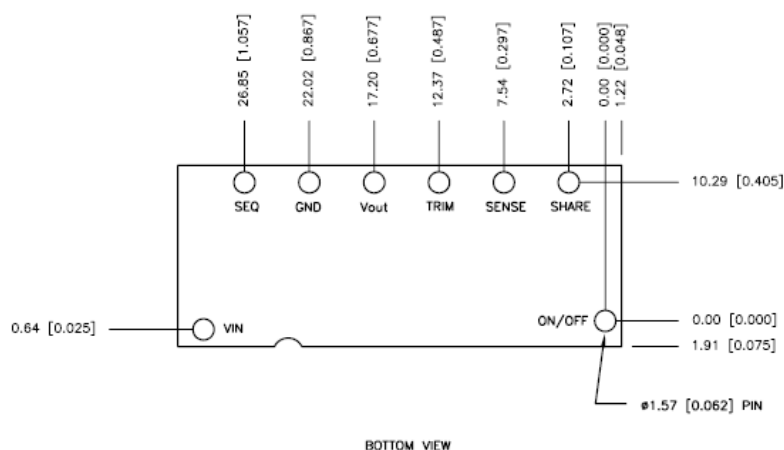 26.85 [1.057]
22.02 [0.867]
17.20 [0.677]
12.37 [0.487]
7.54 [0.297]
2.72 [0.107]
0.00 [0.000]
1.22 [0.048]
10.29 [0.405]
SEQ
GND
Vout
TRIM
SENSE
SHARE
0.64 [0.025]
VIN
ON/OFF
0.00 [0.000]
1.91 [0.075]
ø1.57 [0.062] PIN
BOTTOM VIEW